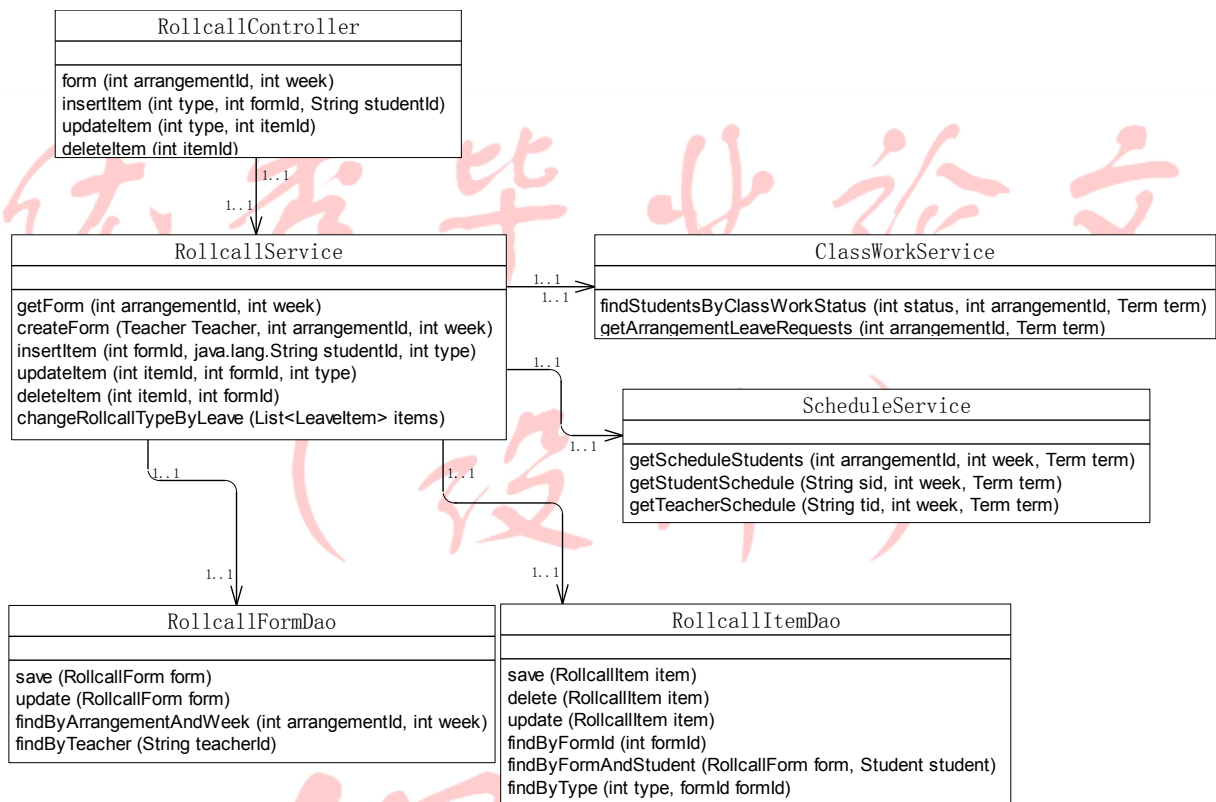 RollcallController
form (int arrangementId, int week)
insertItem (int type, int formId, String studentId)
updateItem (int type, int itemId)
deleteItem (int itemId)
1..1
1..1
RollcallService
getForm (int arrangementId, int week)
createForm (Teacher Teacher, int arrangementId, int week)
insertItem (int formId, java.lang.String studentId, int type)
updateItem (int itemId, int formId, int type)
deleteItem (int itemId, int formId)
changeRollcallTypeByLeave (List<LeaveItem> items)
1..1
1..1
ClassWorkService
findStudentsByClassWorkStatus (int status, int arrangementId, Term term)
getArrangementLeaveRequests (int arrangementId, Term term)
1..1
1..1
ScheduleService
getScheduleStudents (int arrangementId, int week, Term term)
getStudentSchedule (String sid, int week, Term term)
getTeacherSchedule (String tid, int week, Term term)
1..1
1..1
1..1
1..1
RollcallFormDao
save (RollcallForm form)
update (RollcallForm form)
findByArrangementAndWeek (int arrangementId, int week)
findByTeacher (String teacherId)
RollcallItemDao
save (RollcallItem item)
delete (RollcallItem item)
update (RollcallItem item)
findByFormId (int formId)
findByFormAndStudent (RollcallForm form, Student student)
findByType (int type, formId formId)
优秀毕业论文
（设计）